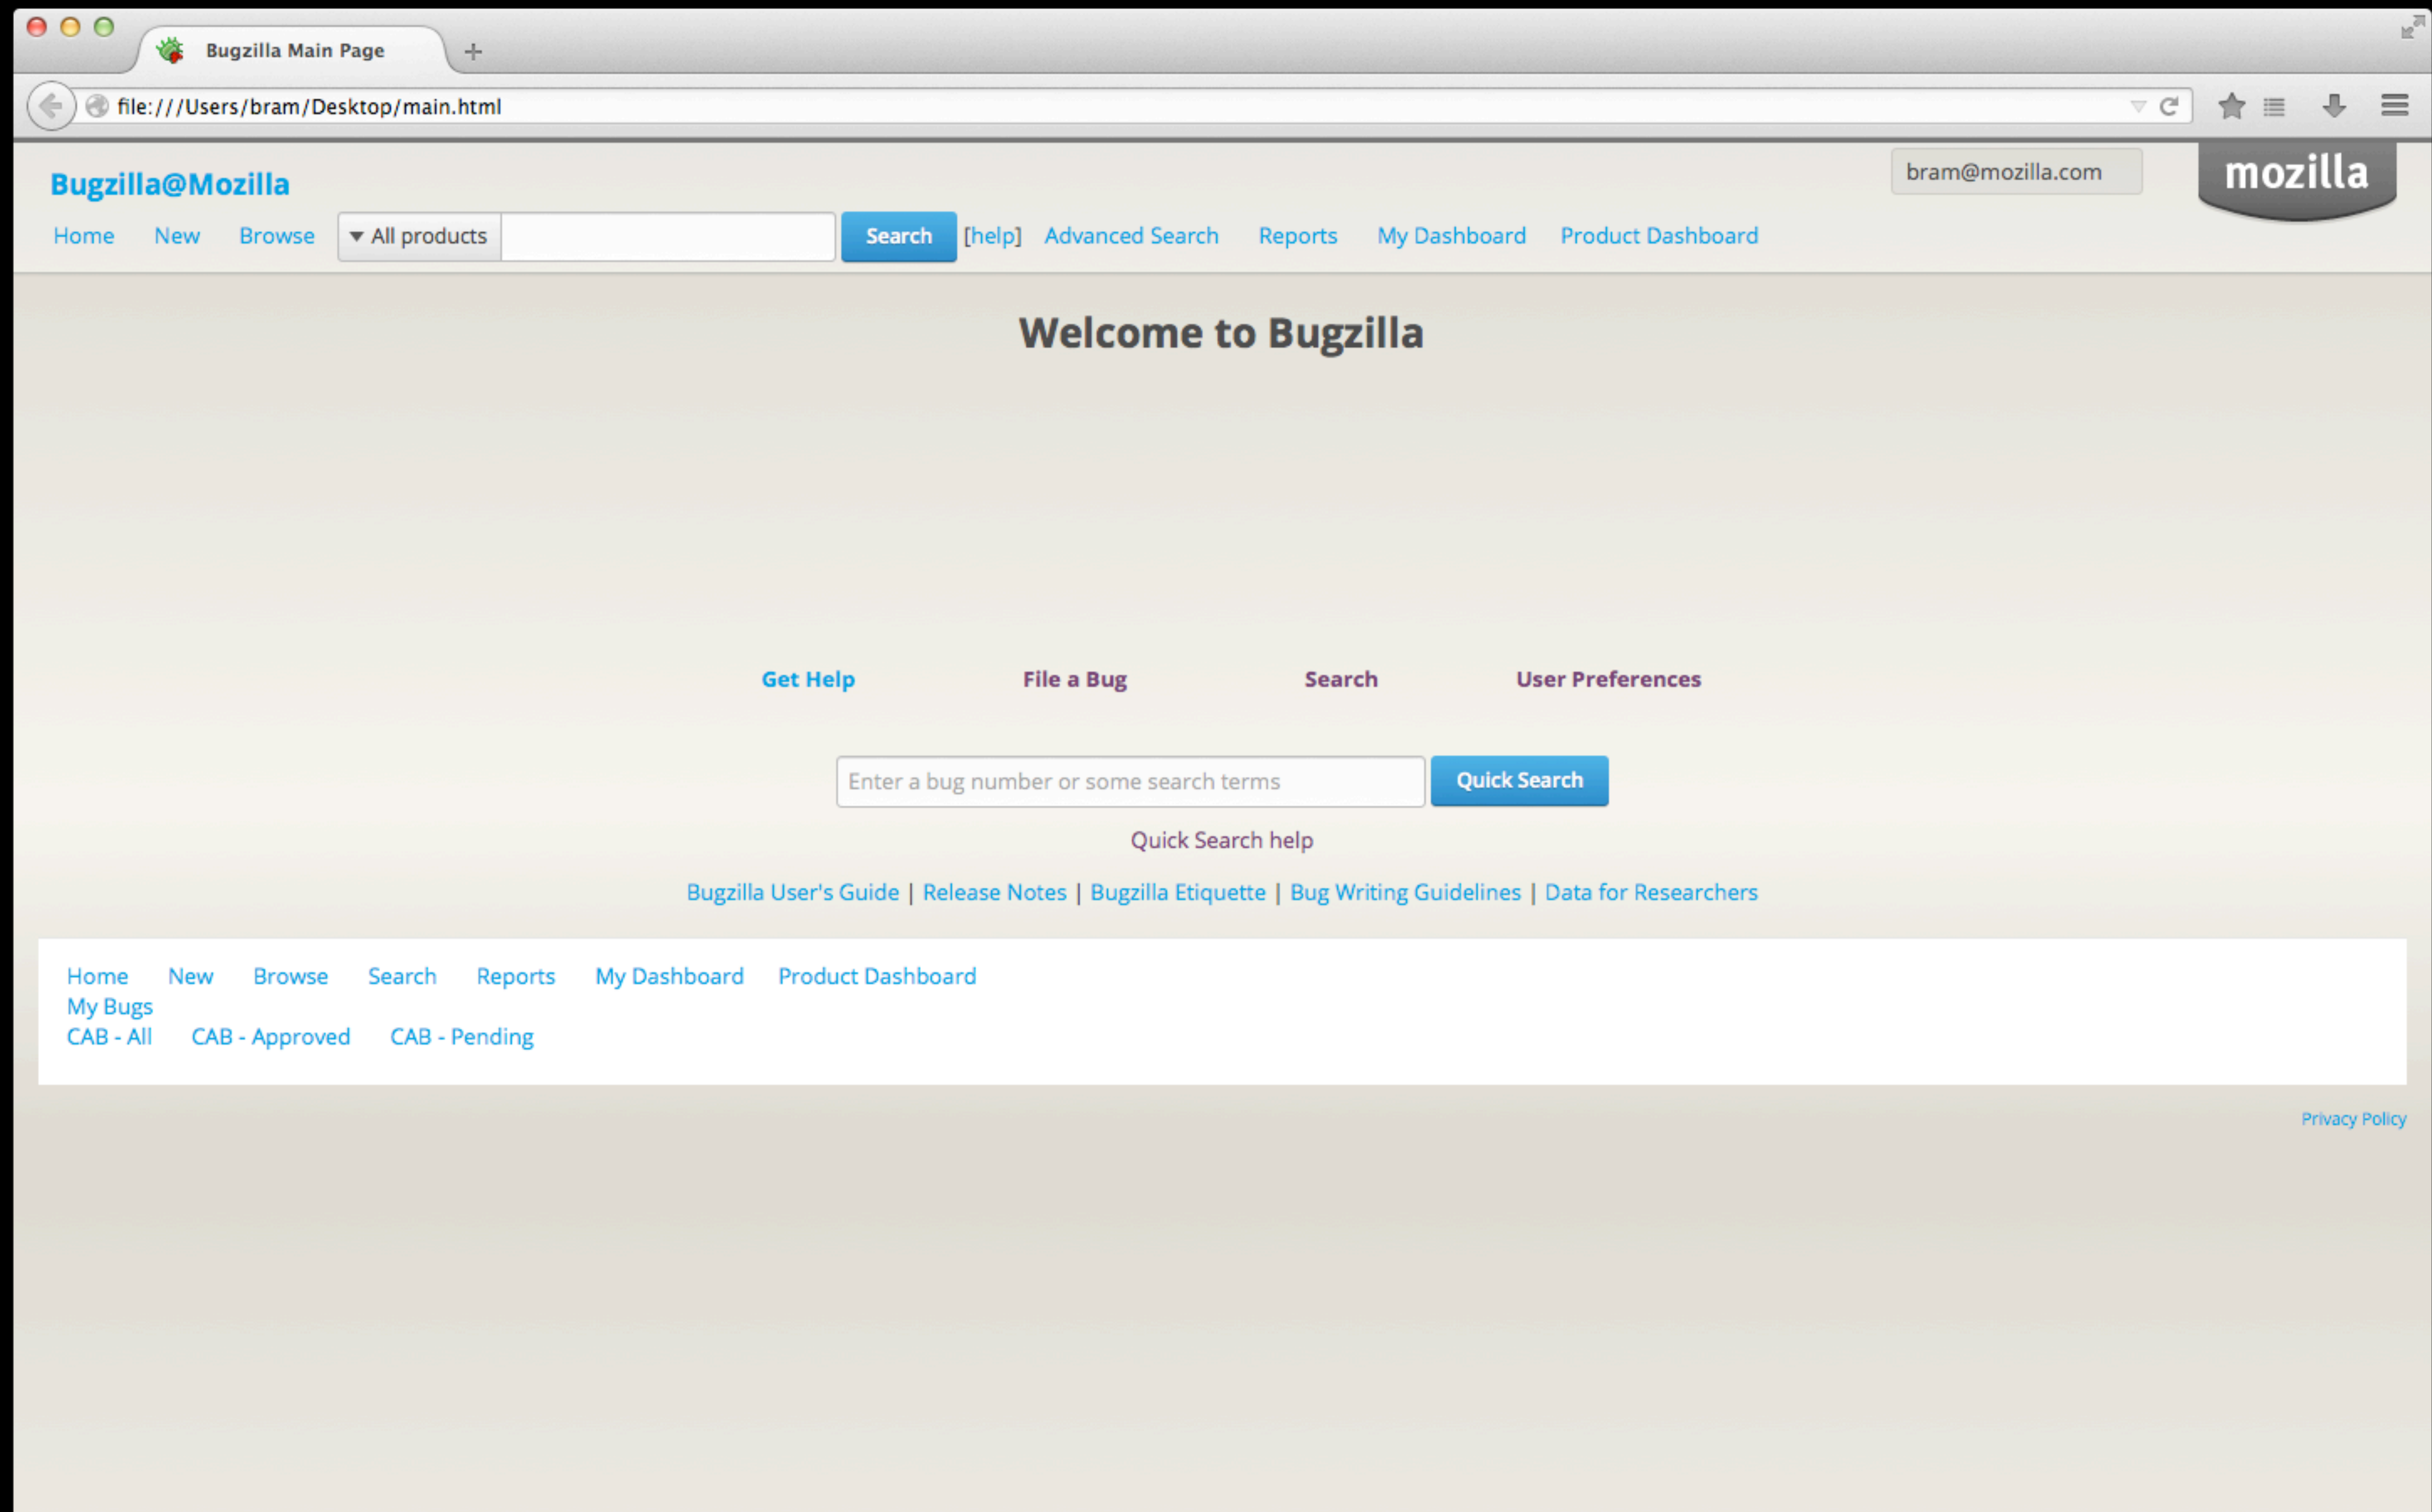 Bugzilla Main Page
file:///Users/bram/Desktop/main.html
Bugzilla@Mozilla
bram@mozilla.com
mozilla
Home New Browse All products Search [help] Advanced Search Reports My Dashboard Product Dashboard
Welcome to Bugzilla
Get Help File a Bug Search User Preferences
Enter a bug number or some search terms Quick Search
Quick Search help
Bugzilla User's Guide | Release Notes | Bugzilla Etiquette | Bug Writing Guidelines | Data for Researchers
Home New Browse Search Reports My Dashboard Product Dashboard
My Bugs
CAB - All CAB - Approved CAB - Pending
Privacy Policy